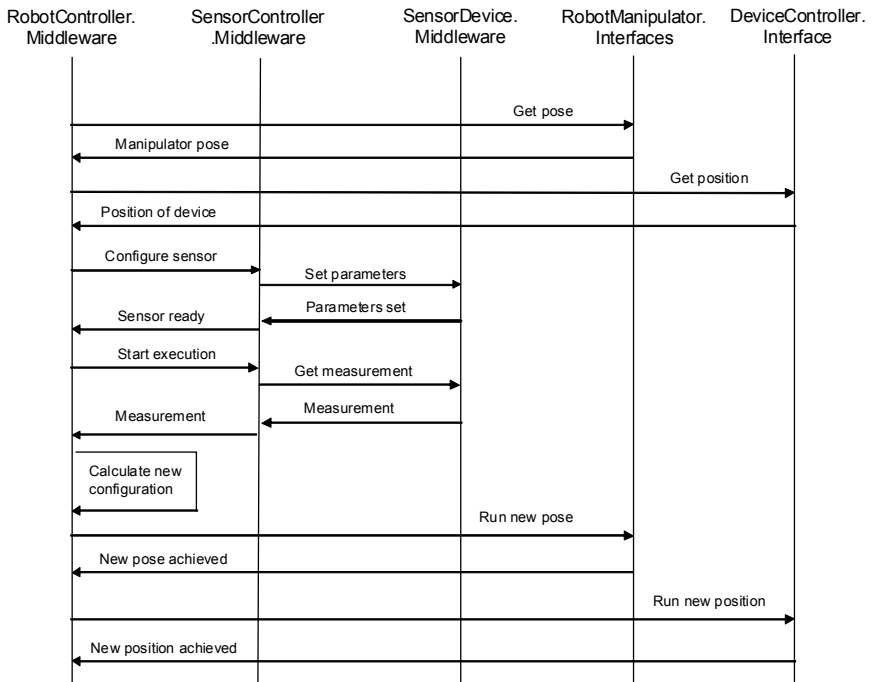 RobotController.
Middleware
SensorController
.Middleware
SensorDevice.
Middleware
RobotManipulator.
Interfaces
DeviceController.
Interface
Get pose
Manipulator pose
Get position
Position of device
Configure sensor
Set parameters
Parameters set
Sensor ready
Start execution
Get measurement
Measurement
Measurement
Calculate new
configuration
Run new pose
New pose achieved
Run new position
New position achieved